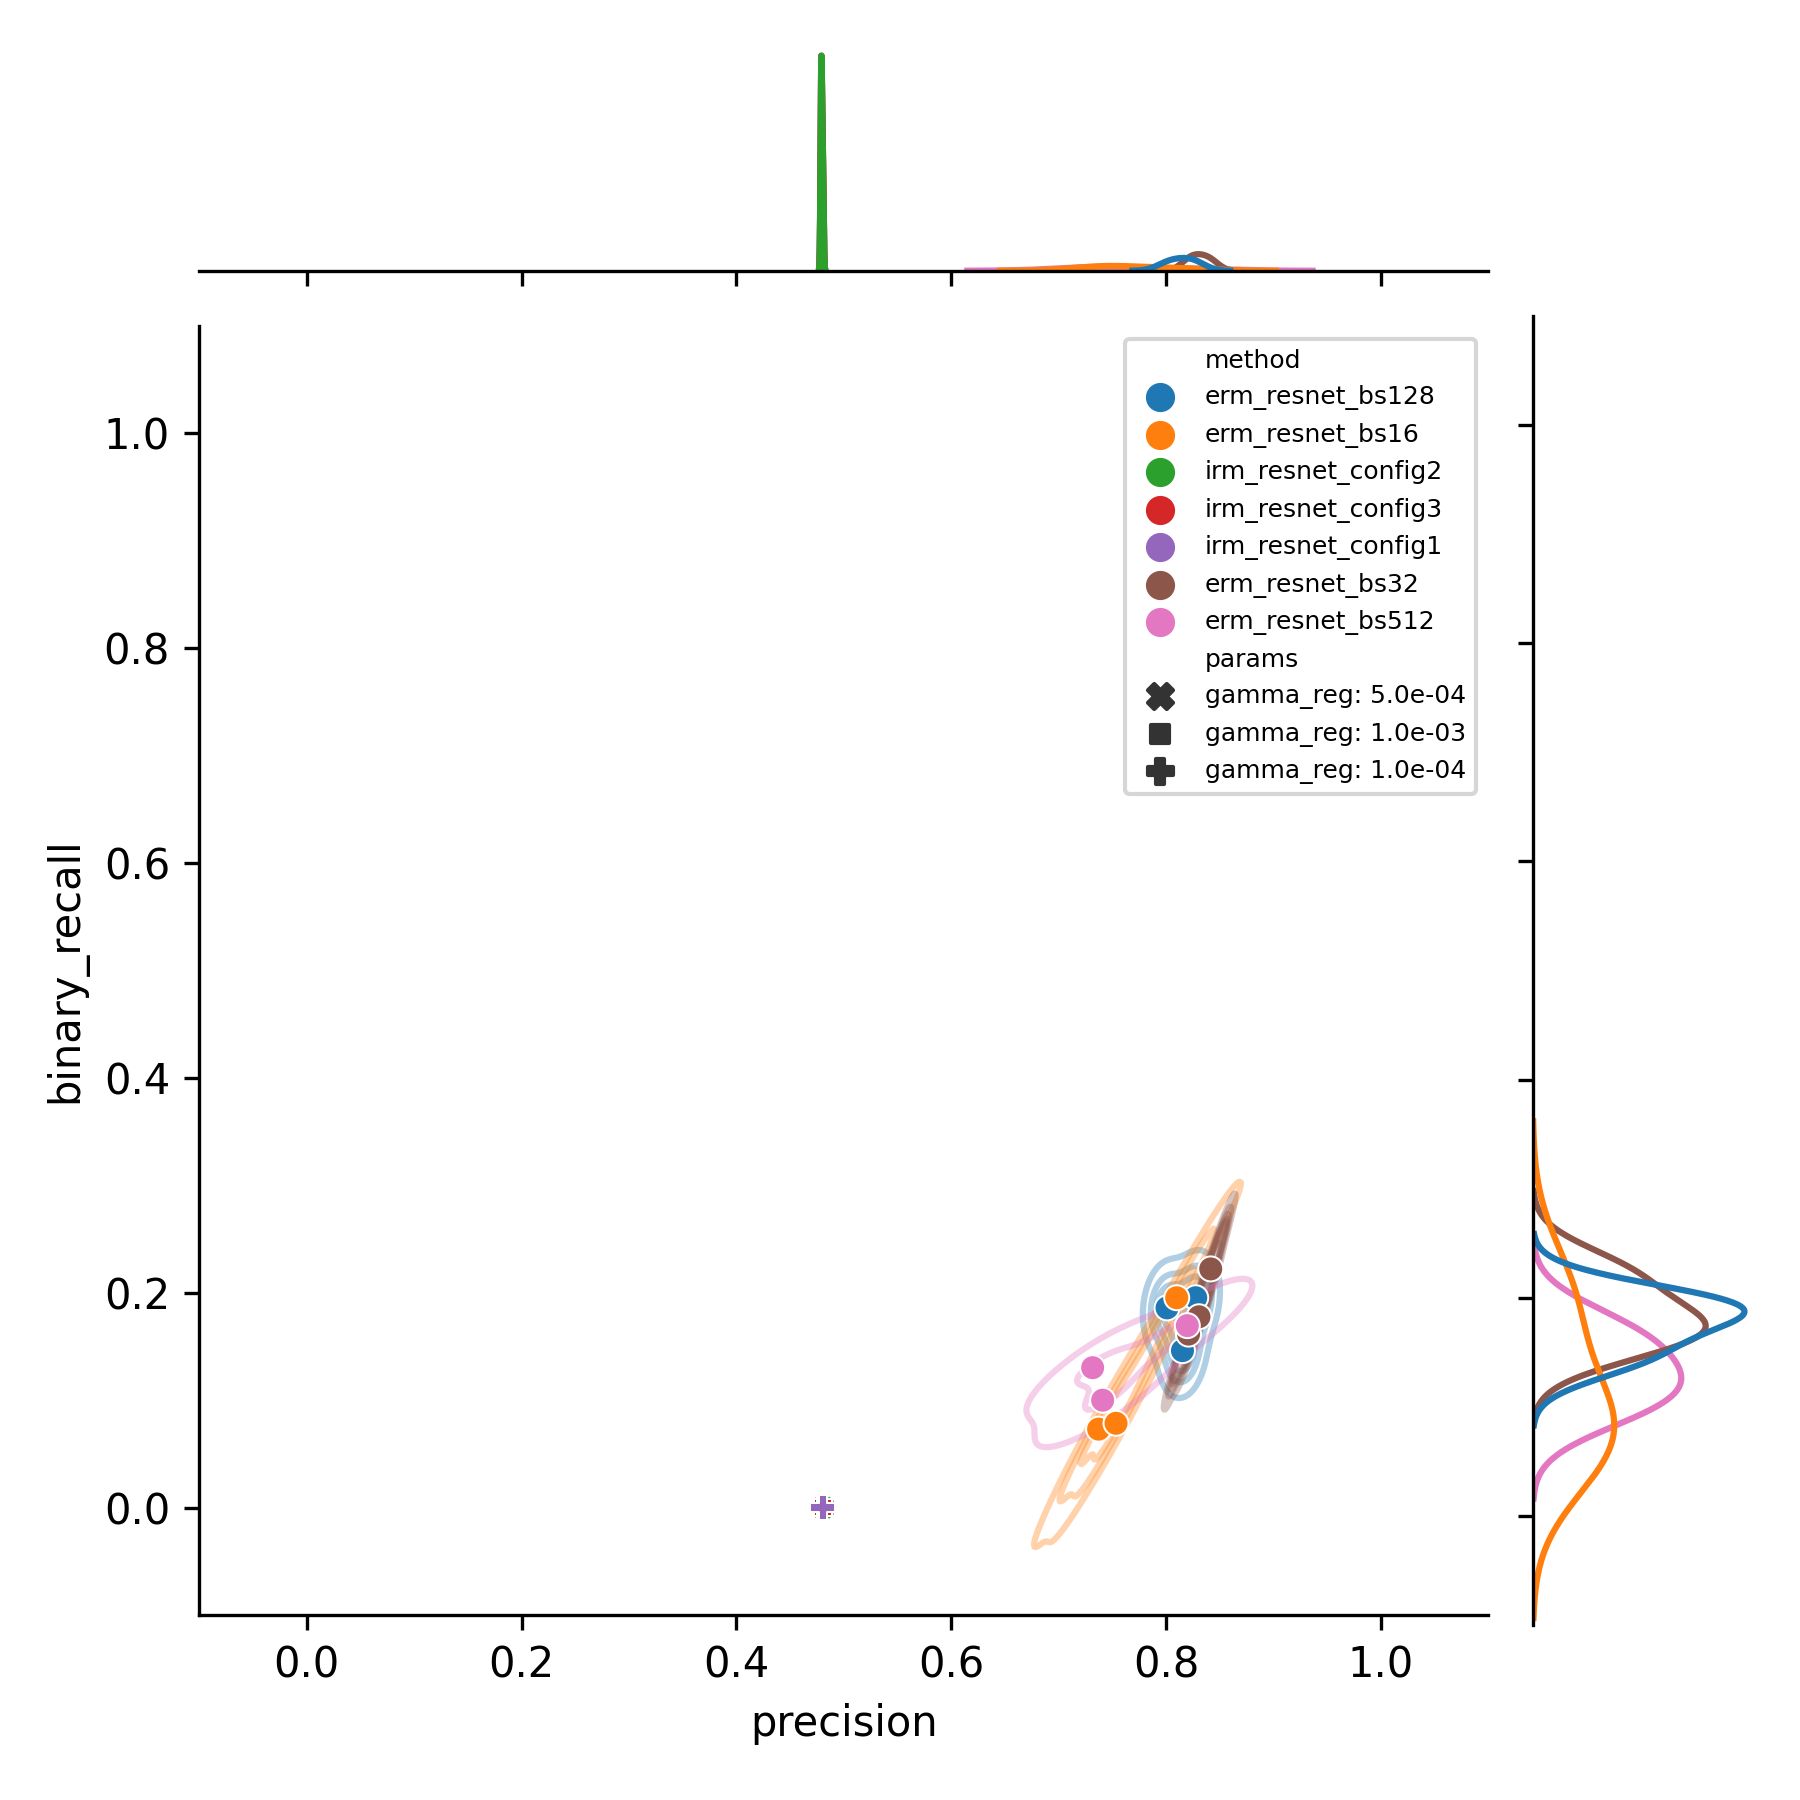 method
erm_resnet_bs128
erm_resnet_bs16
irm_resnet_config2
irm_resnet_config3
irm_resnet_config1
erm_resnet_bs32
erm_resnet_bs512
params
gamma_reg: 5.0e-04
gamma_reg: 1.0e-03
gamma_reg: 1.0e-04
binary_recall
1.0
0.8
0.6
0.4
0.2
0.0
0.0 0.2 0.4 0.6 0.8 1.0
precision